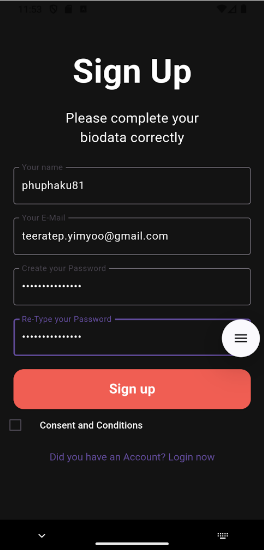 11:53
Sign Up
Please complete your
biodata correctly
Your name
phuphaku81
Your E-Mail
teeratep.yimyoo@gmail.com
Create your Password
•••••••••••••••
Re-Type your Password
•••••••••••••••
Sign up
Consent and Conditions
Did you have an Account? Login now